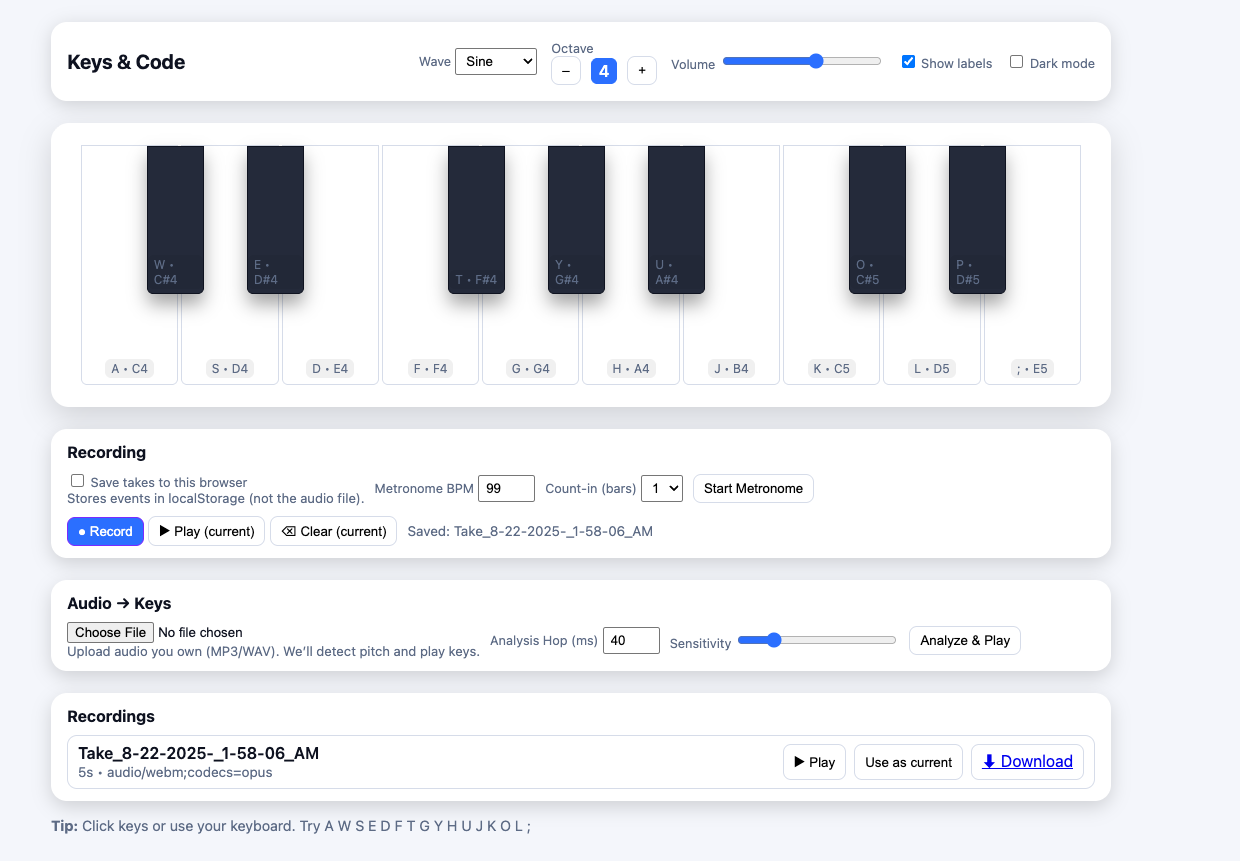 Keys & Code
Wave Sine
Octave
– 4 +
Volume
Show labels
Dark mode
W •
C#4
E •
D#4
T • F#4
Y •
G#4
U •
A#4
O •
C#5
P •
D#5
A • C4
S • D4
D • E4
F • F4
G • G4
H • A4
J • B4
K • C5
L • D5
; • E5
Recording
Save takes to this browser
Stores events in localStorage (not the audio file).
Metronome BPM 99
Count-in (bars) 1
Start Metronome
● Record
▶ Play (current)
⌫ Clear (current)
Saved: Take_8-22-2025-_1-58-06_AM
Audio → Keys
Choose File No file chosen
Upload audio you own (MP3/WAV). We’ll detect pitch and play keys.
Analysis Hop (ms) 40
Sensitivity
Analyze & Play
Recordings
Take_8-22-2025-_1-58-06_AM
5s • audio/webm;codecs=opus
▶ Play
Use as current
⬇ Download
Tip: Click keys or use your keyboard. Try A W S E D F T G Y H U J K O L ;